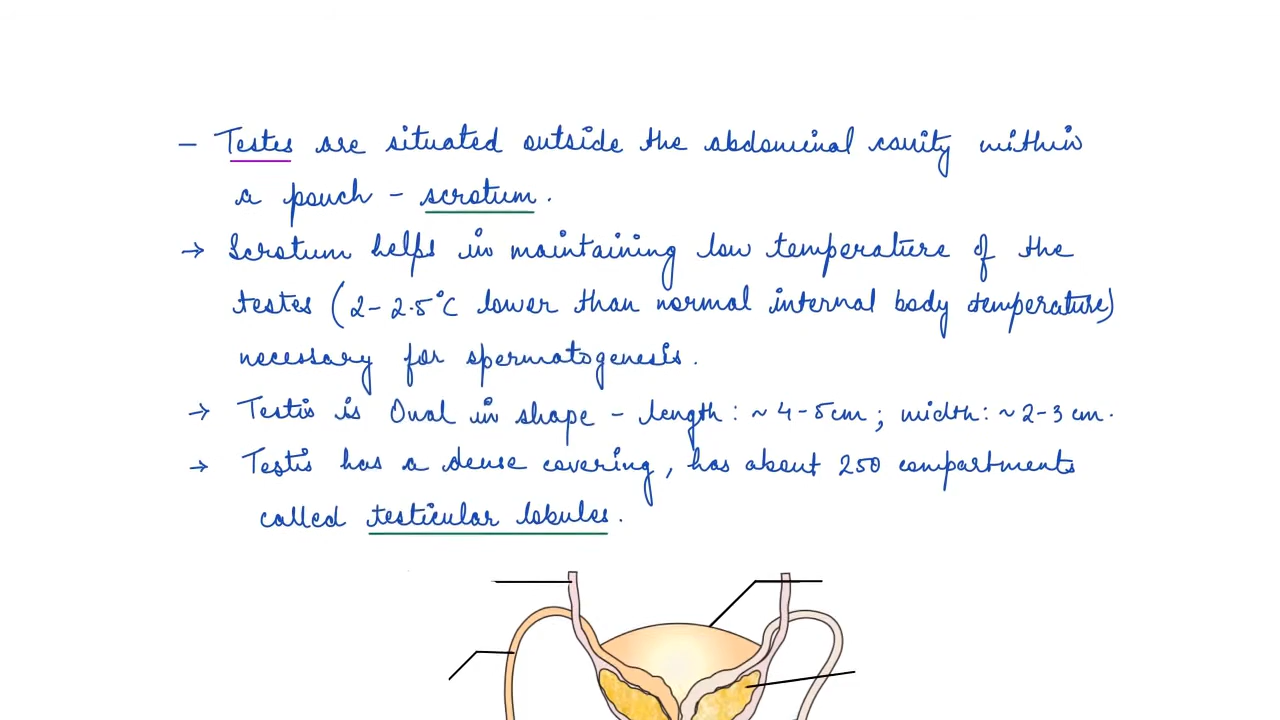 - Testes are situated outside the abdominal cavity within
a pouch - scrotum.
→ Scrotum helps in maintaining low temperature of the
testes (2-2.5°C lower than normal internal body temperature)
necessary for spermatogenesis.
→ Testis is Oval in shape - length: ~ 4-5cm; width: ~ 2-3 cm.
→ Testis has a dense covering, has about 250 compartments
called testicular lobules.